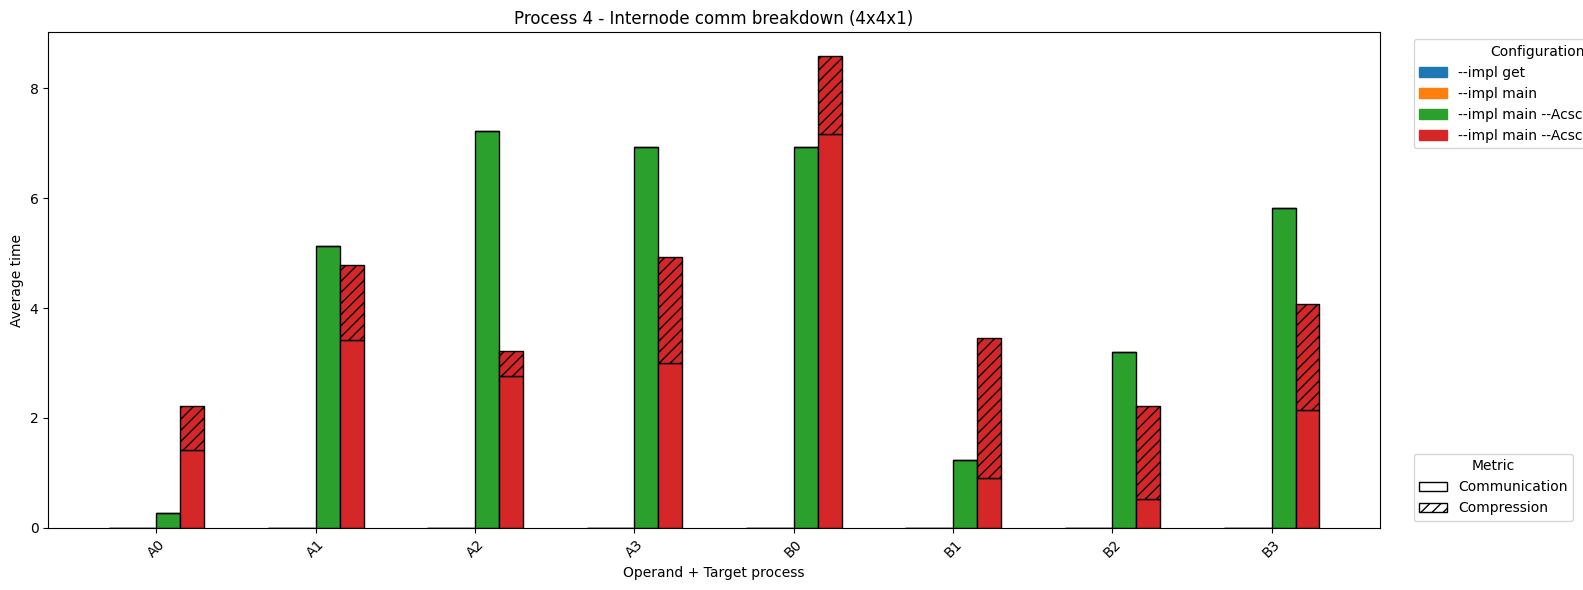 Process 4 - Internode comm breakdown (4x4x1)
Configuration
--impl get
--impl main
--impl main --Acsc
--impl main --Acsc
Average time
8
6
4
2
0
A0
A1
A2
A3
B0
B1
B2
B3
Operand + Target process
Metric
Communication
Compression